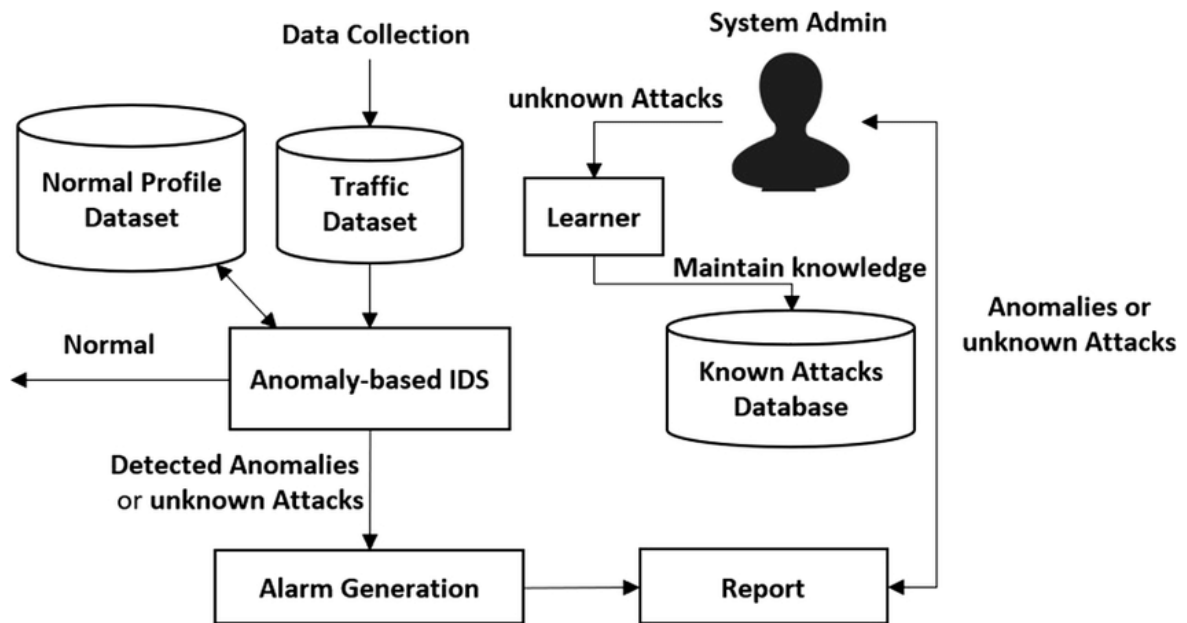 Data Collection
System Admin
unknown Attacks
Normal Profile
Dataset
Traffic
Dataset
Learner
Maintain knowledge
Normal
Anomaly-based IDS
Known Attacks
Database
Anomalies or
unknown Attacks
Detected Anomalies
or unknown Attacks
Alarm Generation
Report